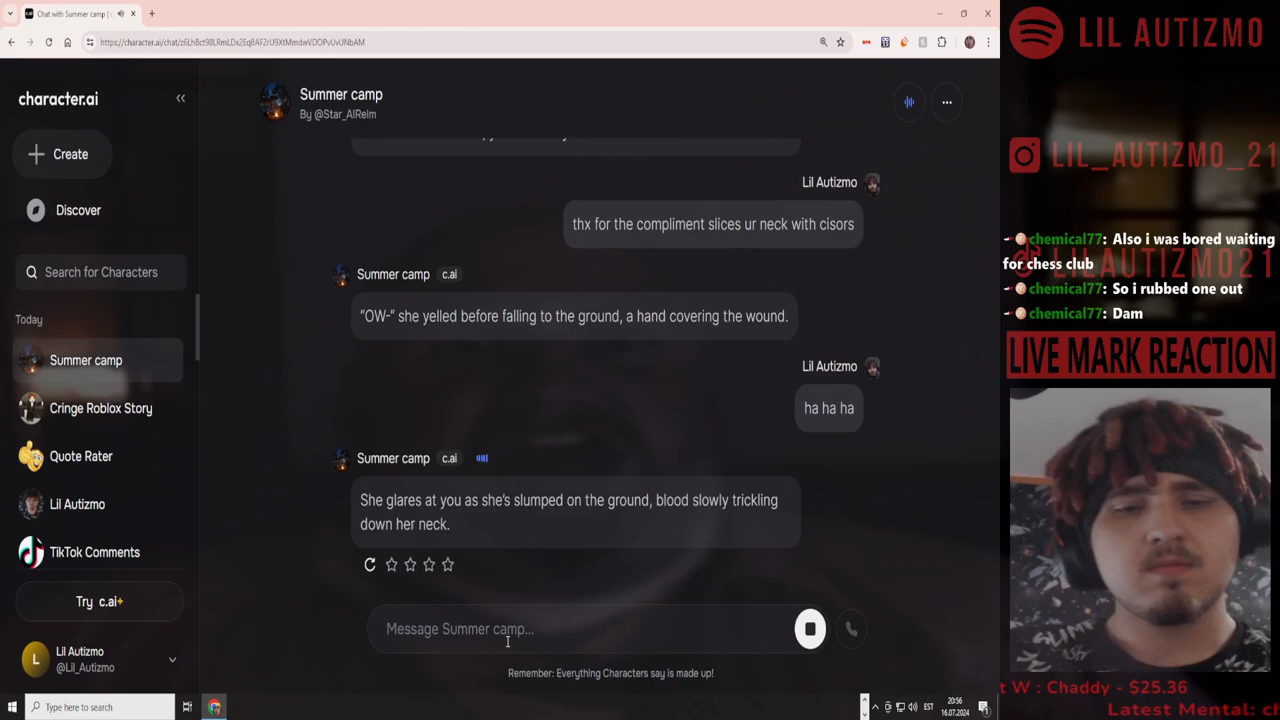 Chat with Summer camp | c
https://character.ai/chat/z6LhBct98LRmLDx2Eq8AF2rU9XtMmdwVDOPvUvUNbAM
character.ai
Create
Discover
Search for Characters
Today
Summer camp
Cringe Roblox Story
Quote Rater
Lil Autizmo
TikTok Comments
Try c.ai+
L
Lil Autizmo
@Lil_Autizmo
Summer camp
By @Star_AIRelm
Lil Autizmo
thx for the compliment slices ur neck with cisors
Summer camp c.ai
“OW-“ she yelled before falling to the ground, a hand covering the wound.
Lil Autizmo
ha ha ha
Summer camp c.ai
She glares at you as she’s slumped on the ground, blood slowly trickling
down her neck.
Message Summer camp...
Remember: Everything Characters say is made up!
Type here to search
EST
20:56
16.07.2024
LIL AUTIZMO
LIL_AUTIZMO_21
LILAUTIZMO21
chemical77: Also i was bored waiting
for chess club
chemical77: So i rubbed one out
chemical77: Dam
LIVE MARK REACTION
t W : Chaddy - $25.36
Latest Mental: ch